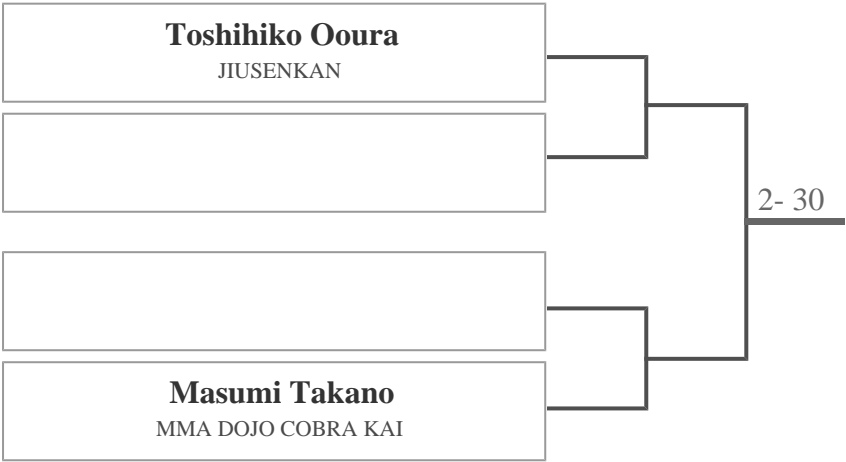 Toshihiko Ooura
JIUSENKAN
2- 30
Masumi Takano
MMA DOJO COBRA KAI